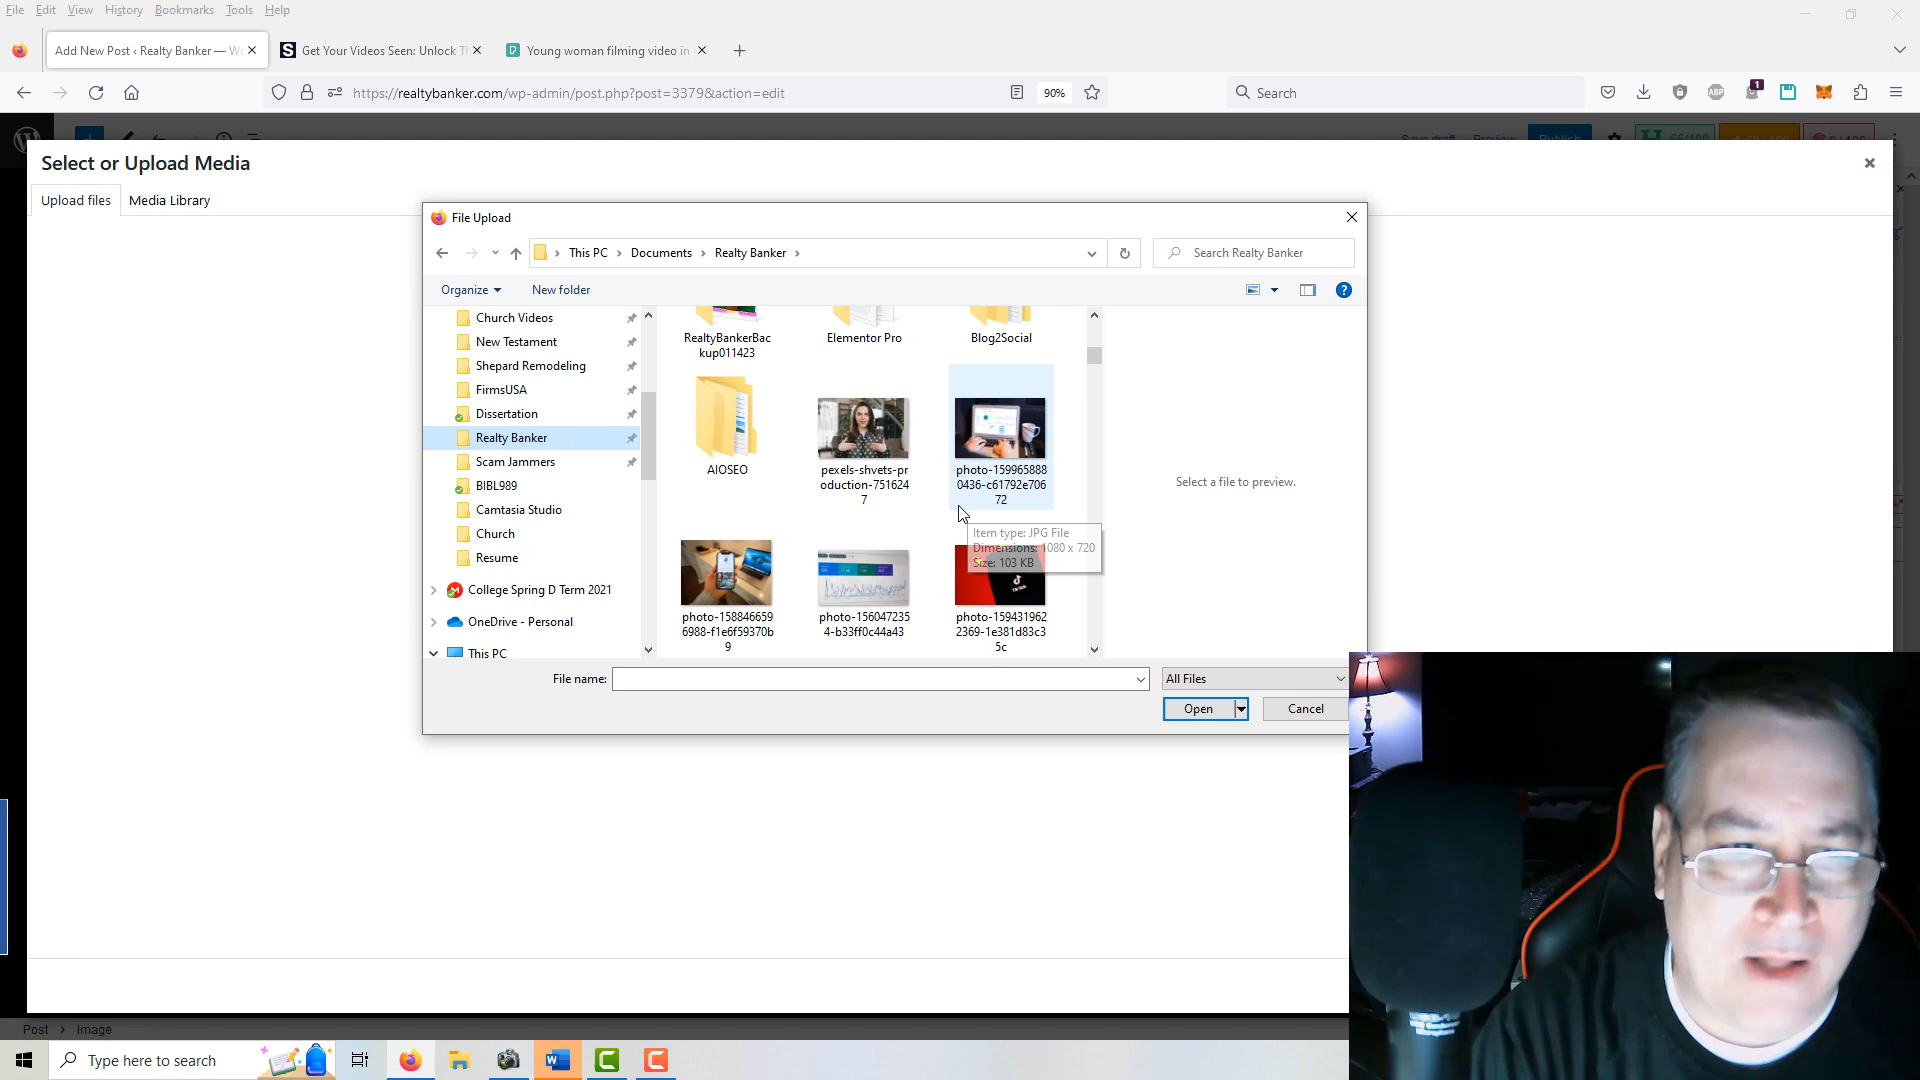 File Edit View History Bookmarks Tools Help
Add New Post ‹ Realty Banker — W
Get Your Videos Seen: Unlock T
Young woman filming video in
https://realtybanker.com/wp-admin/post.php?post=3379&action=edit
90%
Search
ABP
1
Save draft Preview Publish
Select or Upload Media
Upload files
Media Library
File Upload
This PC > Documents > Realty Banker >
Search Realty Banker
Organize
New folder
Church Videos
New Testament
Shepard Remodeling
FirmsUSA
Dissertation
Realty Banker
Scam Jammers
BIBL989
Camtasia Studio
Church
Resume
College Spring D Term 2021
OneDrive - Personal
This PC
RealtyBankerBac
kup011423
Elementor Pro
Blog2Social
AIOSEO
pexels-shvets-pr
oduction-751624
7
photo-159965888
0436-c61792e706
72
Item type: JPG File
Dimensions: 1080 x 720
Size: 103 KB
photo-158846659
6988-f1e6f59370b
9
photo-156047235
4-b33ff0c44a43
TikTok
photo-159431962
2369-1e381d83c3
5c
Select a file to preview.
File name:
All Files
Open
Cancel
Post > Image
Type here to search